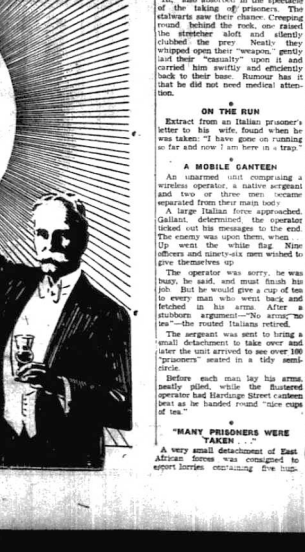 of the taking of prisoners. The
stalwarts saw their chance. Creeping
round behind the rock, one raised
the stretcher aloft and silently
clubbed the prey Neatly they
whipped open their "weapon," gently
laid their "casualty" upon it and
carried him swiftly and efficiently
back to their base. Rumour has it
that he did not need medical atten-
tion.
ON THE RUN
Extract from an Italian prisoner's
letter to his wife, found when he
was taken: "I have gone on running
so far and now I am here in a trap."
A MOBILE CANTEEN
An unarmed unit comprising a
wireless operator, a native sergeant
and two or three men became
separated from their main body
A large Italian force approached.
Gallant, determined, the operator
ticked out his messages to the end.
The enemy was upon them, when . .
Up went the white flag. Nine
officers and ninety-six men wished to
give themselves up
The operator was sorry, he was
busy, he said, and must finish his
job But he would give a cup of tea
to every man who went back and
fetched in his arms. After a
stubborn argument—"No arms, no
tea"—the routed Italians retired.
The sergeant was sent to bring a
small detachment to take over and
later the unit arrived to see over 100
"prisoners" seated in a tidy semi-
circle.
Before each man lay his arms,
neatly piled, while the flustered
operator had Hardinge Street canteen
beat as he handed round "nice cups
of tea."
"MANY PRISONERS WERE
TAKEN . . ."
A very small detachment of East
African forces was consigned to
escort lorries containing five hun-